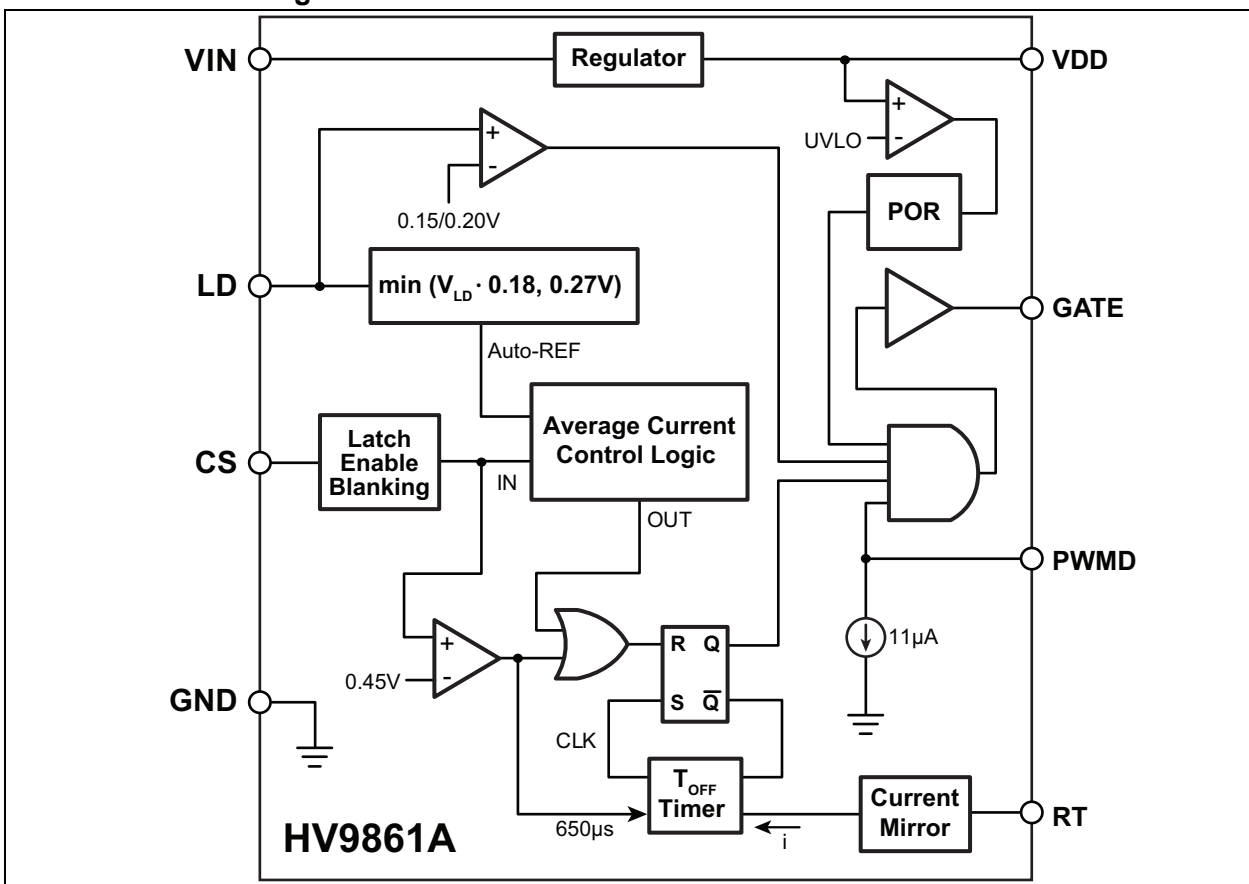 VIN
Regulator
VDD
+
-
UVLO
+
-
0.15/0.20V
POR
LD
min (VLD · 0.18, 0.27V)
GATE
Auto-REF
Average Current
Control Logic
CS
Latch
Enable
Blanking
IN
OUT
PWMD
11µA
+
-
0.45V
R Q
S Q̅
GND
CLK
TOFF
Timer
650µs
i
Current
Mirror
RT
HV9861A